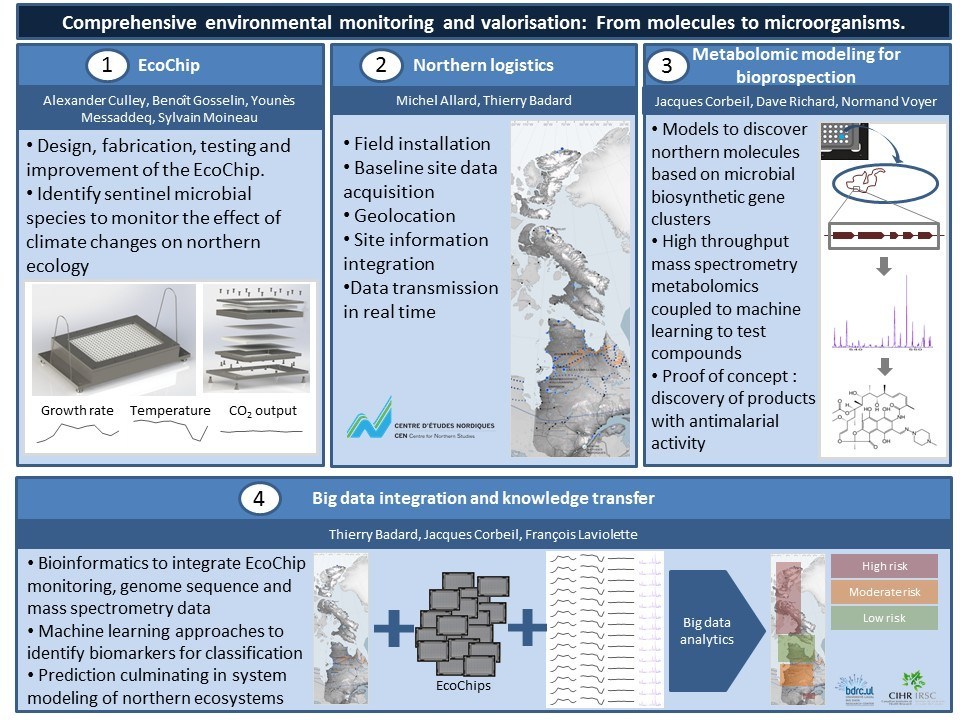 Comprehensive environmental monitoring and valorisation: From molecules to microorganisms.
1 EcoChip
Alexander Culley, Benoît Gosselin, Younès
Messaddeq, Sylvain Moineau
• Design, fabrication, testing and
improvement of the EcoChip.
• Identify sentinel microbial
species to monitor the effect of
climate changes on northern
ecology
Growth rate Temperature CO₂ output
2 Northern logistics
Michel Allard, Thierry Badard
• Field installation
• Baseline site data
acquisition
• Geolocation
• Site information
integration
•Data transmission
in real time
CENTRE D'ÉTUDES NORDIQUES
CEN Centre for Northern Studies
3 Metabolomic modeling for
bioprospection
Jacques Corbeil, Dave Richard, Normand Voyer
• Models to discover
northern molecules
based on microbial
biosynthetic gene
clusters
• High throughput
mass spectrometry
metabolomics
coupled to machine
learning to test
compounds
• Proof of concept :
discovery of products
with antimalarial
activity
4 Big data integration and knowledge transfer
Thierry Badard, Jacques Corbeil, François Laviolette
• Bioinformatics to integrate EcoChip
monitoring, genome sequence and
mass spectrometry data
• Machine learning approaches to
identify biomarkers for classification
• Prediction culminating in system
modeling of northern ecosystems
+
EcoChips
+
Big data
analytics
High risk
Moderate risk
Low risk
bdrc.ul
CIHR IRSC